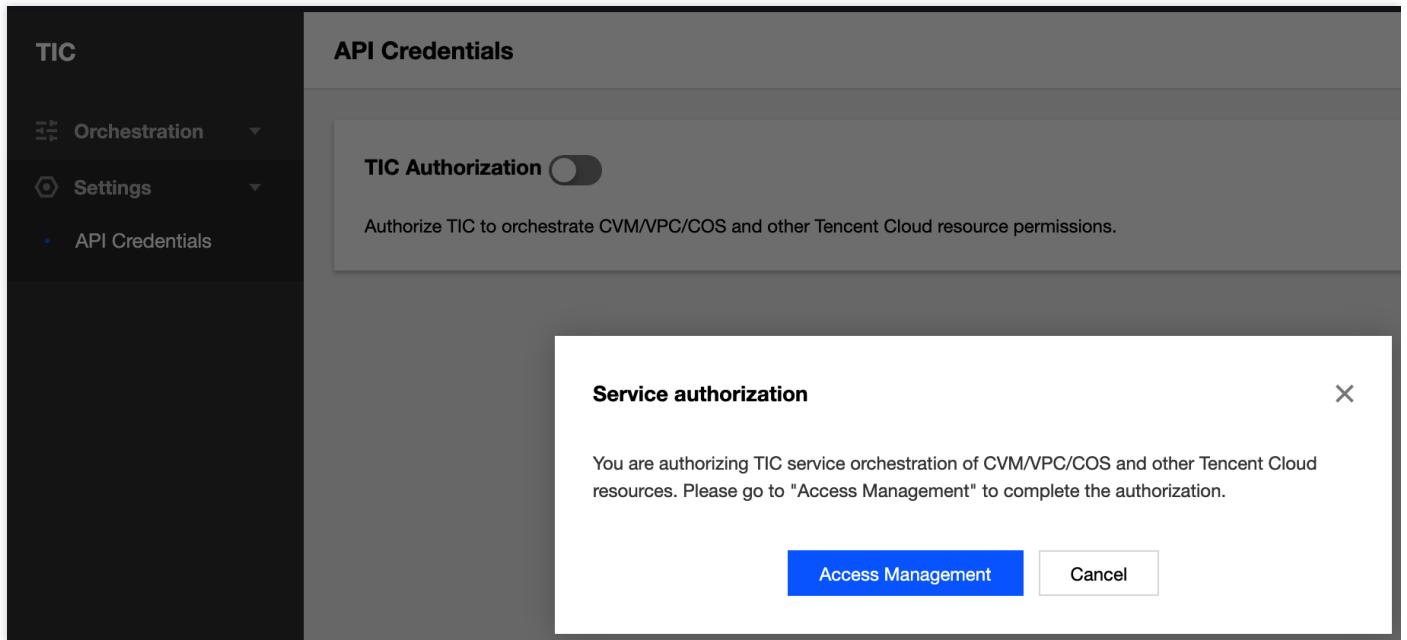 TIC
Orchestration
Settings
API Credentials
API Credentials
TIC Authorization
Authorize TIC to orchestrate CVM/VPC/COS and other Tencent Cloud resource permissions.
Service authorization
You are authorizing TIC service orchestration of CVM/VPC/COS and other Tencent Cloud
resources. Please go to "Access Management" to complete the authorization.
Access Management
Cancel